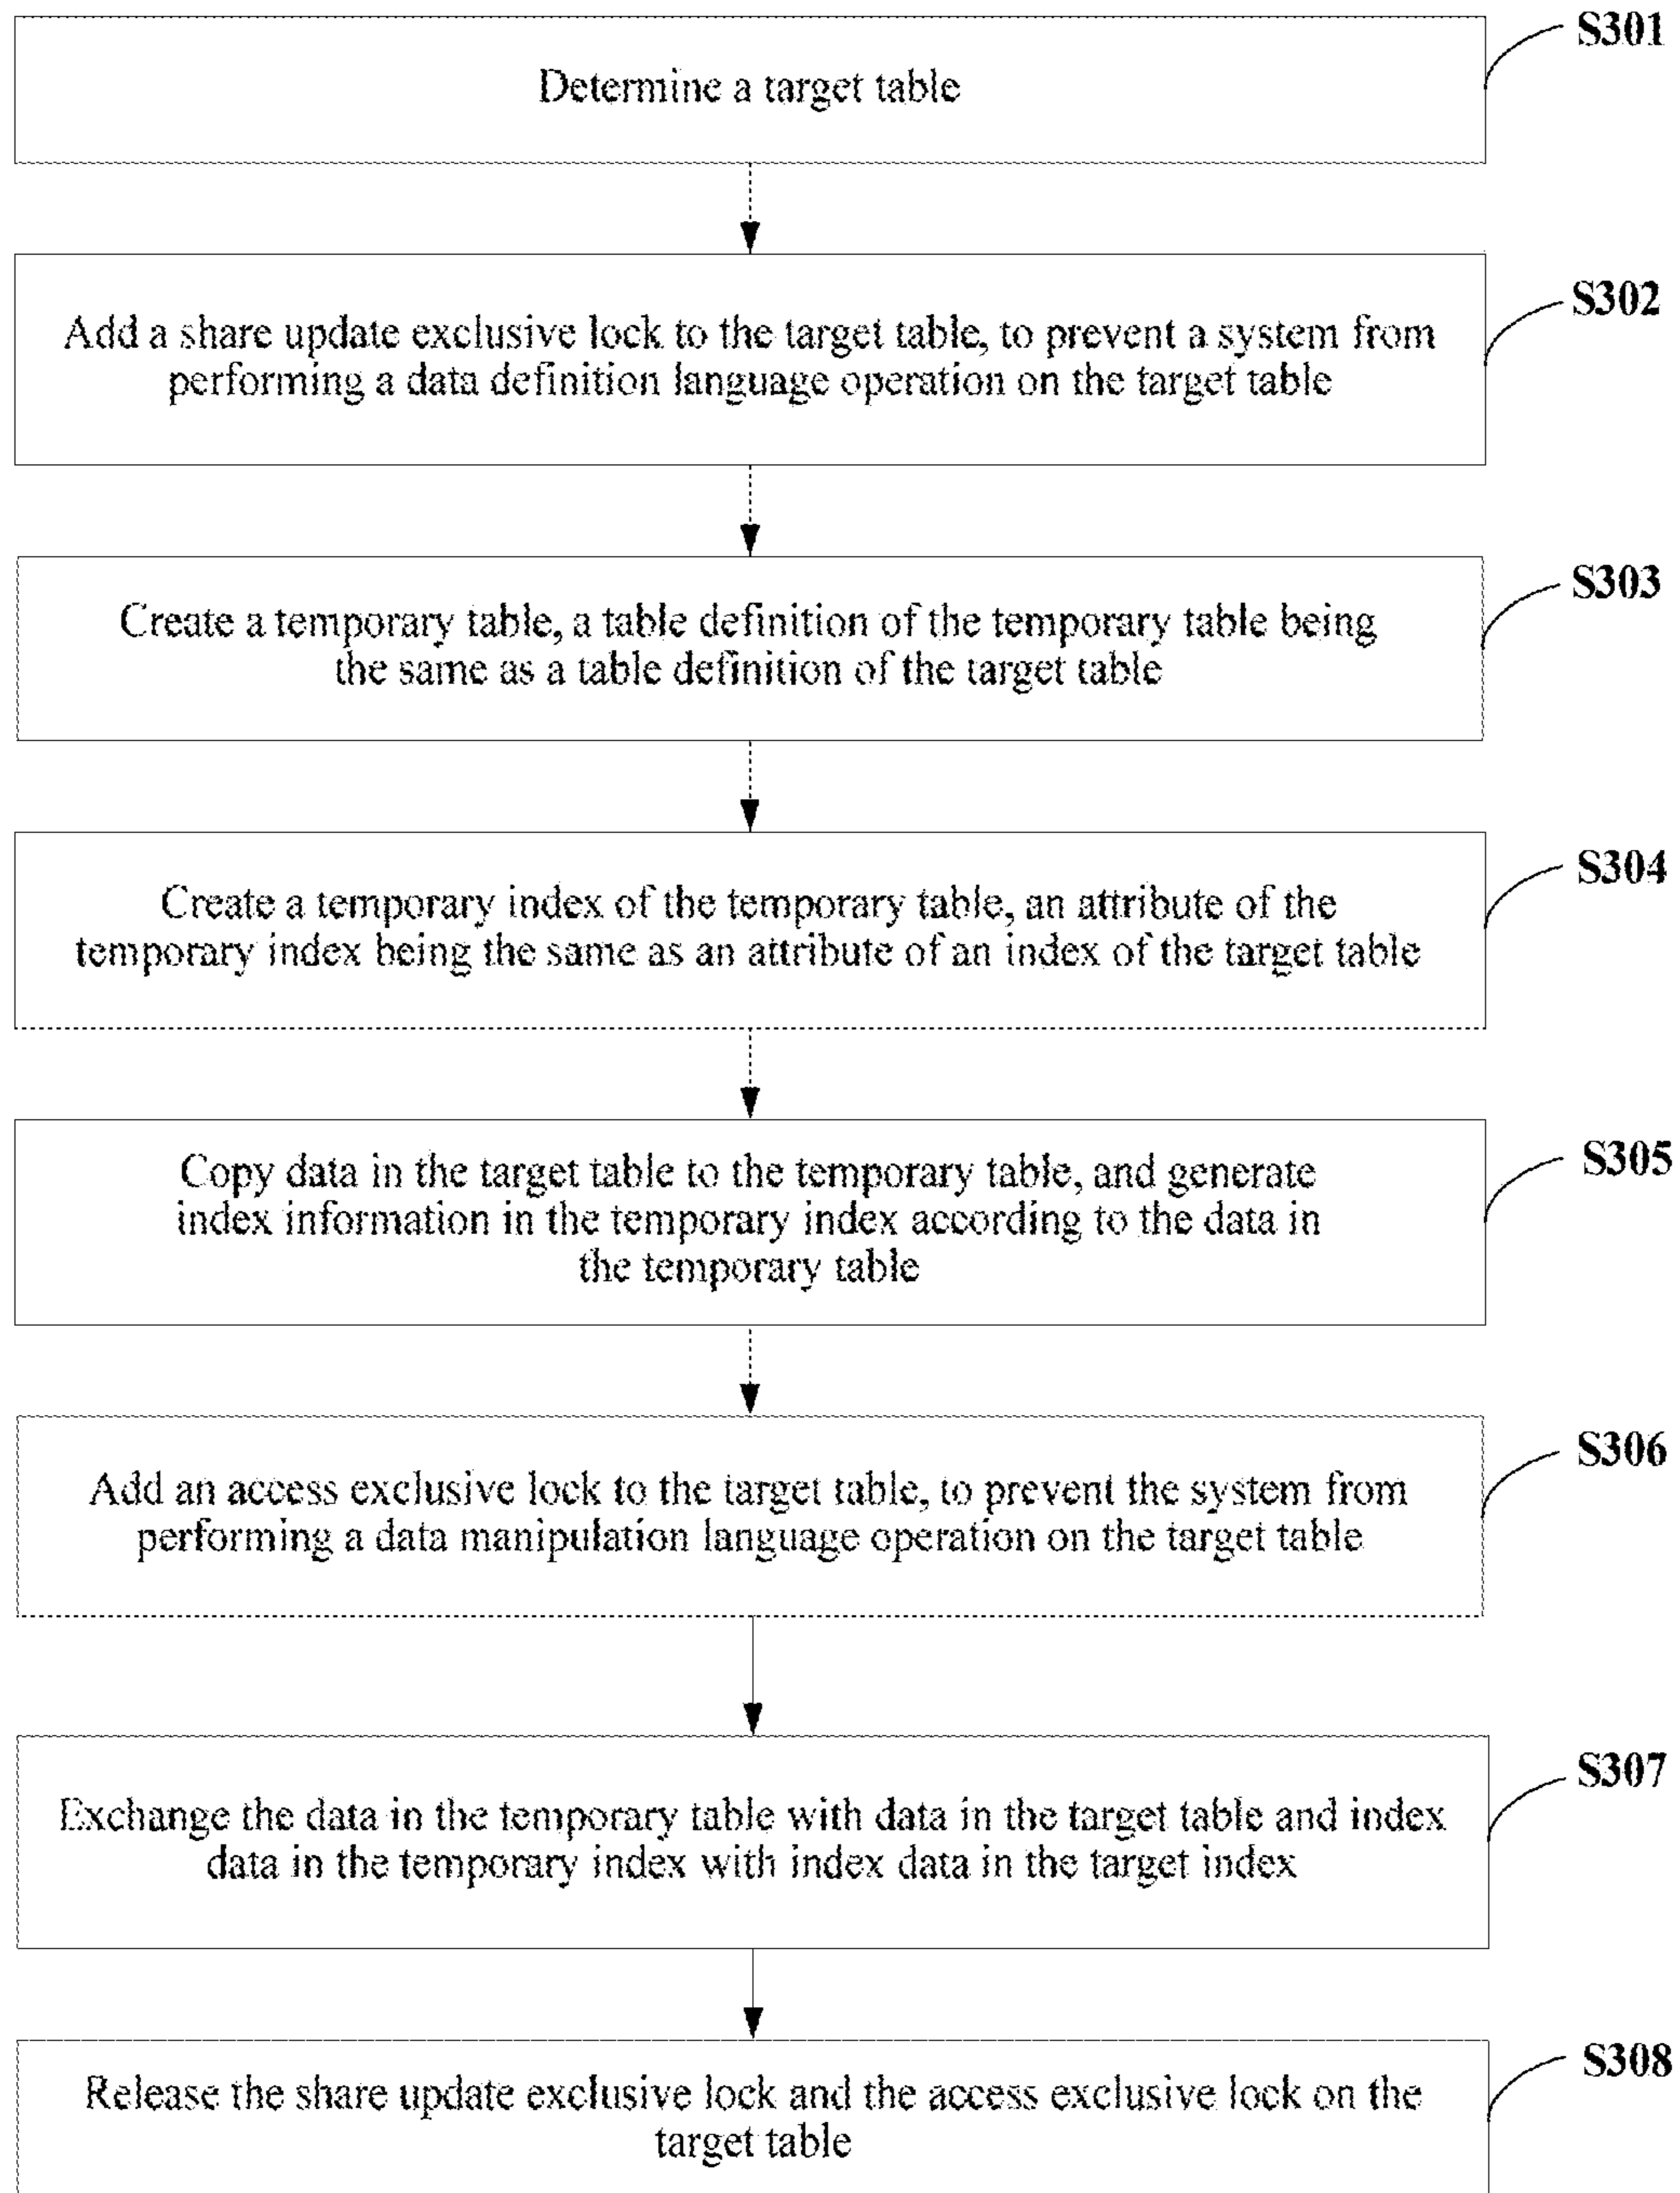 S301
Determine a target table
S302
Add a share update exclusive lock to the target table, to prevent a system from
performing a data definition language operation on the target table
S303
Create a temporary table, a table definition of the temporary table being
the same as a table definition of the target table
S304
Create a temporary index of the temporary table, an attribute of the
temporary index being the same as an attribute of an index of the target table
S305
Copy data in the target table to the temporary table, and generate
index information in the temporary index according to the data in
the temporary table
S306
Add an access exclusive lock to the target table, to prevent the system from
performing a data manipulation language operation on the target table
S307
Exchange the data in the temporary table with data in the target table and index
data in the temporary index with index data in the target index
S308
Release the share update exclusive lock and the access exclusive lock on the
target table